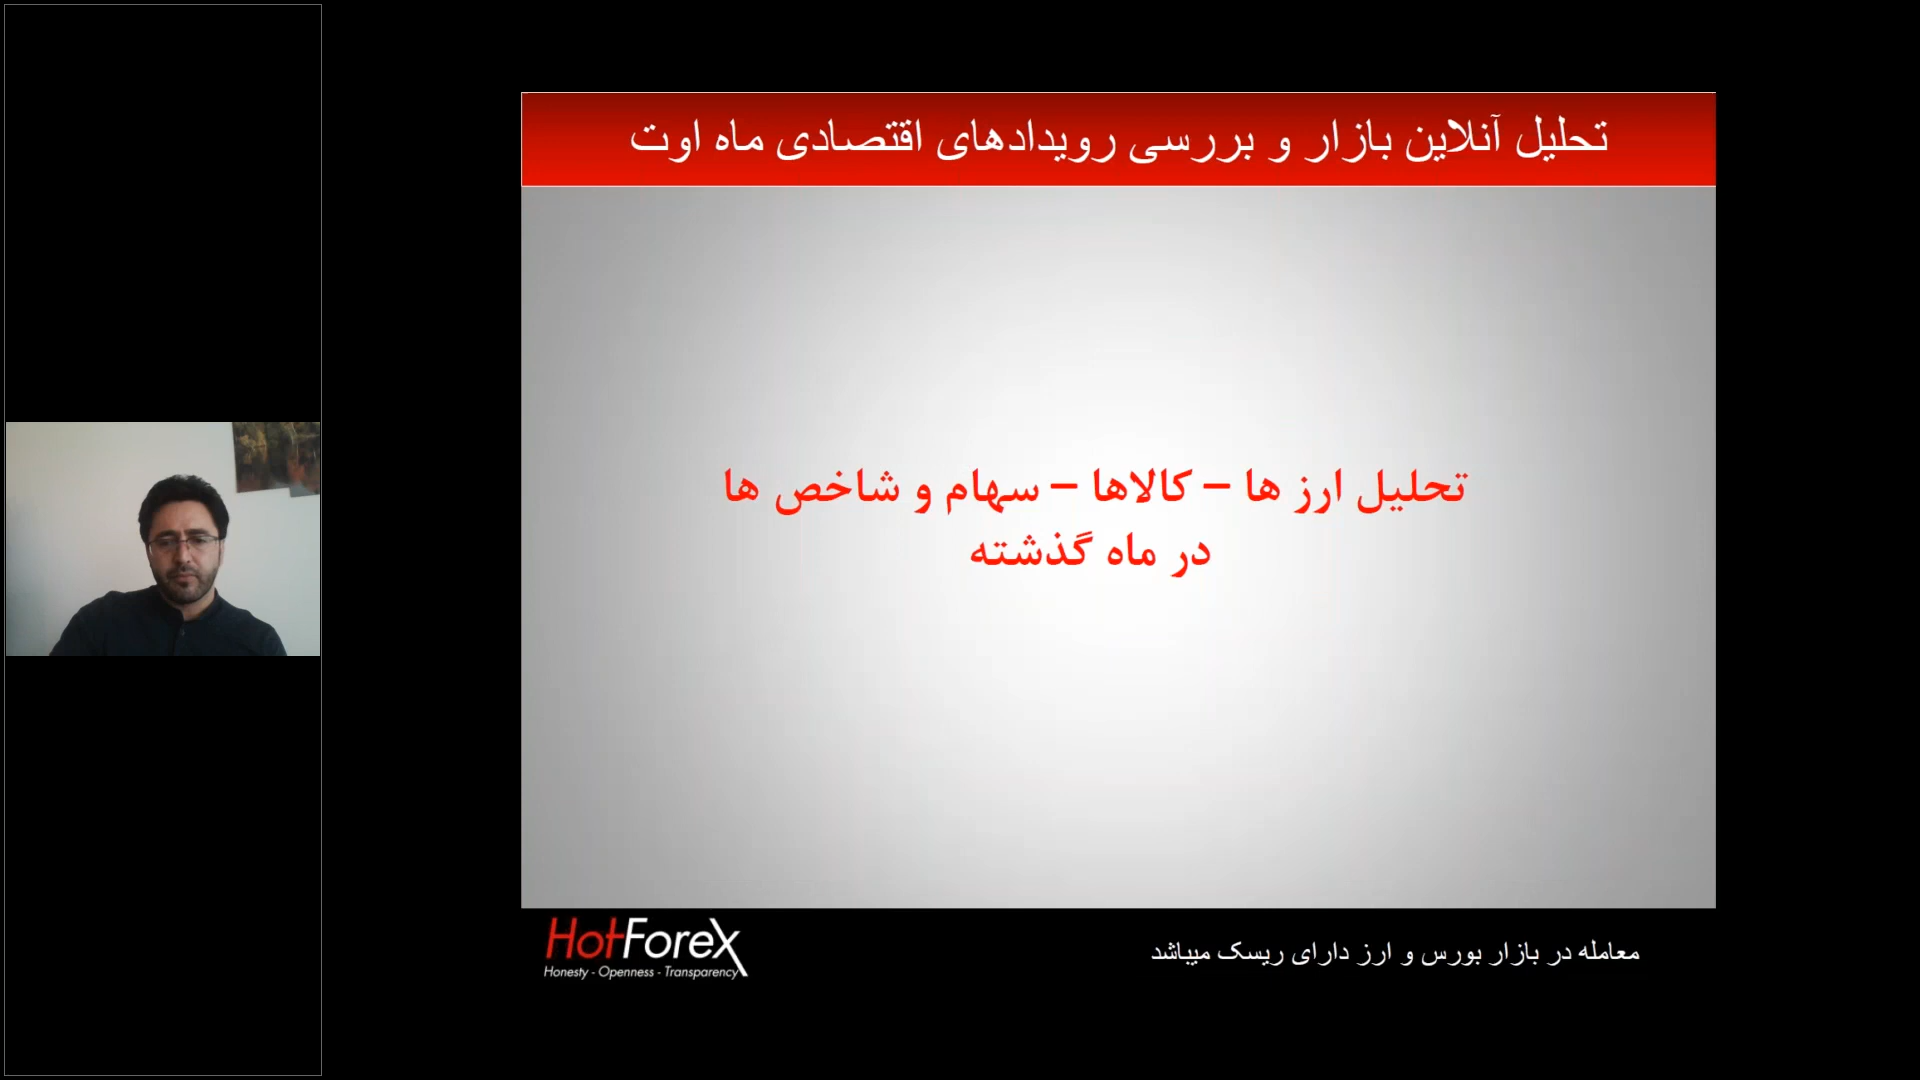 تحلیل آنلاین بازار و بررسی رویدادهای اقتصادی ماه اوت
تحلیل ارز ها – کالاها – سهام و شاخص ها
در ماه گذشته
HotForex
Honesty - Openness - Transparency
معامله در بازار بورس و ارز دارای ریسک میباشد